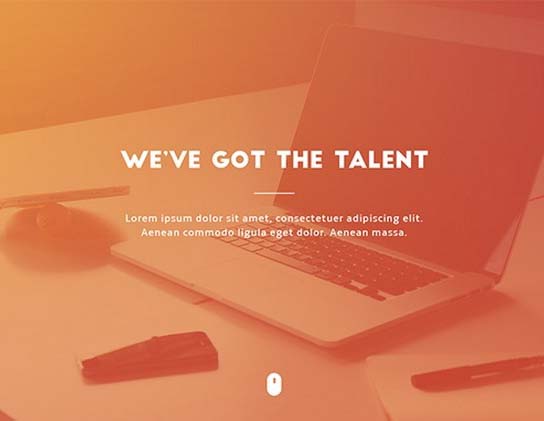 WE'VE GOT THE TALENT
Lorem ipsum dolor sit amet, consectetuer adipiscing elit.
Aenean commodo ligula eget dolor. Aenean massa.